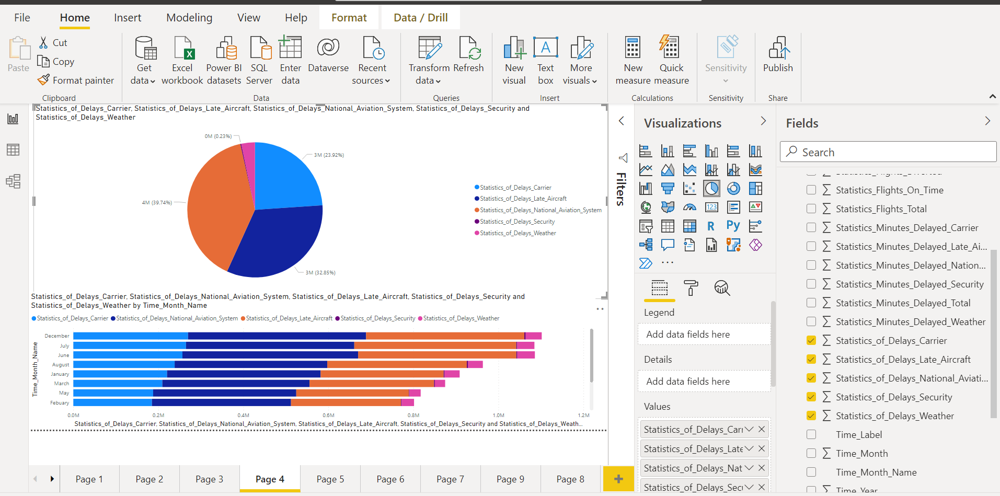 File Home Insert Modeling View Help Format Data / Drill
Paste
Cut
Copy
Format painter
Clipboard
Get data
Excel workbook
Power BI datasets
SQL Server
Enter data
Dataverse
Recent sources
Data
Transform data
Refresh
Queries
New visual
Text box
More visuals
Insert
New measure
Quick measure
Calculations
Sensitivity
Sensitivity
Publish
Share
Statistics_of_Delays_Carrier, Statistics_of_Delays_Late_Aircraft, Statistics_of_Delays_National_Aviation_System, Statistics_of_Delays_Security and
Statistics_of_Delays_Weather
0M (0.23%)
3M (23.92%)
4M (39.74%)
3M (32.85%)
Statistics_of_Delays_Carrier
Statistics_of_Delays_Late_Aircraft
Statistics_of_Delays_National_Aviation_System
Statistics_of_Delays_Security
Statistics_of_Delays_Weather
Statistics_of_Delays_Carrier, Statistics_of_Delays_National_Aviation_System, Statistics_of_Delays_Late_Aircraft, Statistics_of_Delays_Security and
Statistics_of_Delays_Weather by Time_Month_Name
Statistics_of_Delays_Carrier Statistics_of_Delays_National_Aviation_System Statistics_of_Delays_Late_Aircraft Statistics_of_Delays_Security Statistics_of_Delays_Weather
Time_Month_Name
December
July
June
August
January
March
May
Febuary
0.0M 0.2M 0.4M 0.6M 0.8M 1.0M 1.2M
Statistics_of_Delays_Carrier, Statistics_of_Delays_National_Aviation_System, Statistics_of_Delays_Late_Aircraft, Statistics_of_Delays_Security and Statistics_of_Delays_Weath...
Page 1 Page 2 Page 3 Page 4 Page 5 Page 6 Page 7 Page 9 Page 8 +
Filters
Visualizations
123
R
Py
...
Legend
Add data fields here
Details
Add data fields here
Values
Statistics_of_Delays_Carr
Statistics_of_Delays_Late
Statistics_of_Delays_Nat
Statistics_of_Delays_Sec
Fields
Search
Statistics_Flights_On_Time
Statistics_Flights_Total
Statistics_Minutes_Delayed_Carrier
Statistics_Minutes_Delayed_Late_Ai...
Statistics_Minutes_Delayed_Nation...
Statistics_Minutes_Delayed_Security
Statistics_Minutes_Delayed_Total
Statistics_Minutes_Delayed_Weather
Statistics_of_Delays_Carrier
Statistics_of_Delays_Late_Aircraft
Statistics_of_Delays_National_Aviati...
Statistics_of_Delays_Security
Statistics_of_Delays_Weather
Time_Label
Time_Month
Time_Month_Name
Time_Year